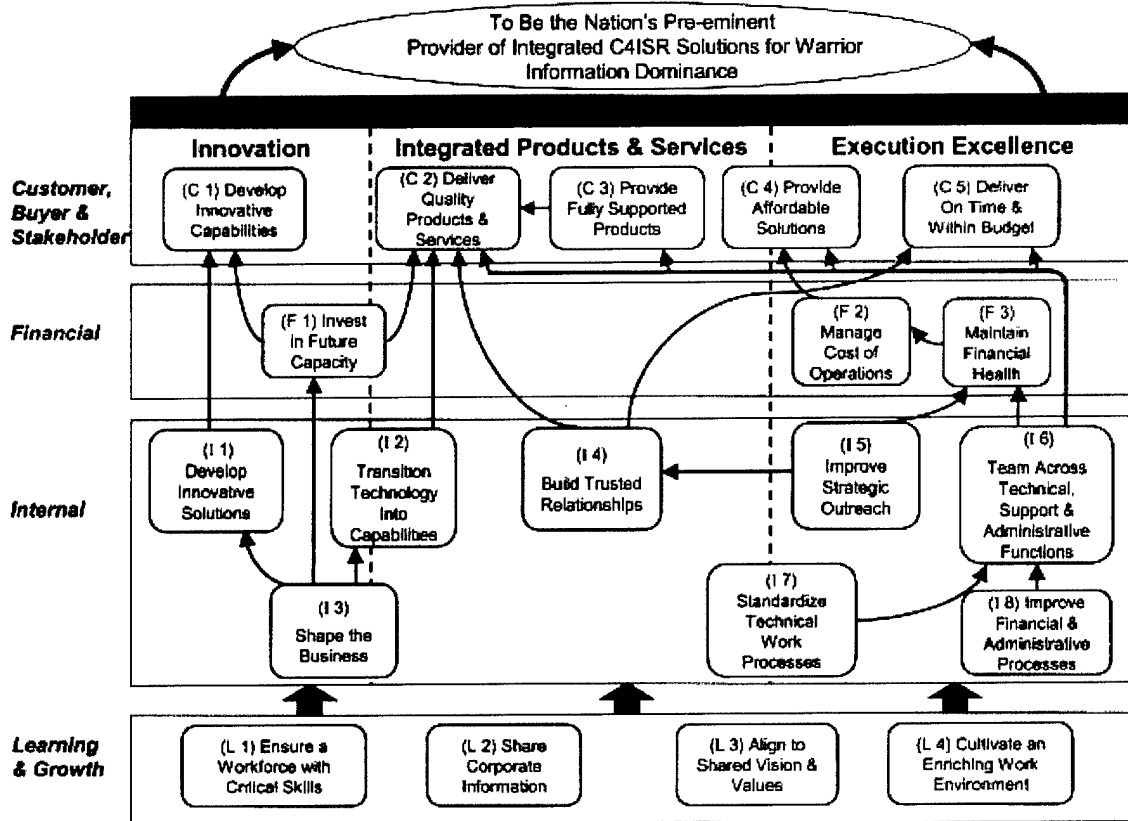 To Be the Nation's Pre-eminent
Provider of Integrated C4ISR Solutions for Warrior
Information Dominance
Innovation
Integrated Products & Services
Execution Excellence
Customer,
Buyer &
Stakeholder
(C 1) Develop
Innovative
Capabilities
(C 2) Deliver
Quality
Products &
Services
(C 3) Provide
Fully Supported
Products
(C 4) Provide
Affordable
Solutions
(C 5) Deliver
On Time &
Within Budget
Financial
(F 1) Invest
in Future
Capacity
(F 2)
Manage
Cost of
Operations
(F 3)
Maintain
Financial
Health
Internal
(I 1)
Develop
Innovative
Solutions
(I 2)
Transition
Technology
Into
Capabilities
(I 4)
Build Trusted
Relationships
(I 5)
Improve
Strategic
Outreach
(I 6)
Team Across
Technical,
Support &
Administrative
Functions
(I 3)
Shape the
Business
(I 7)
Standardize
Technical
Work
Processes
(I 8) Improve
Financial &
Administrative
Processes
Learning
& Growth
(L 1) Ensure a
Workforce with
Critical Skills
(L 2) Share
Corporate
Information
(L 3) Align to
Shared Vision &
Values
(L 4) Cultivate an
Enriching Work
Environment